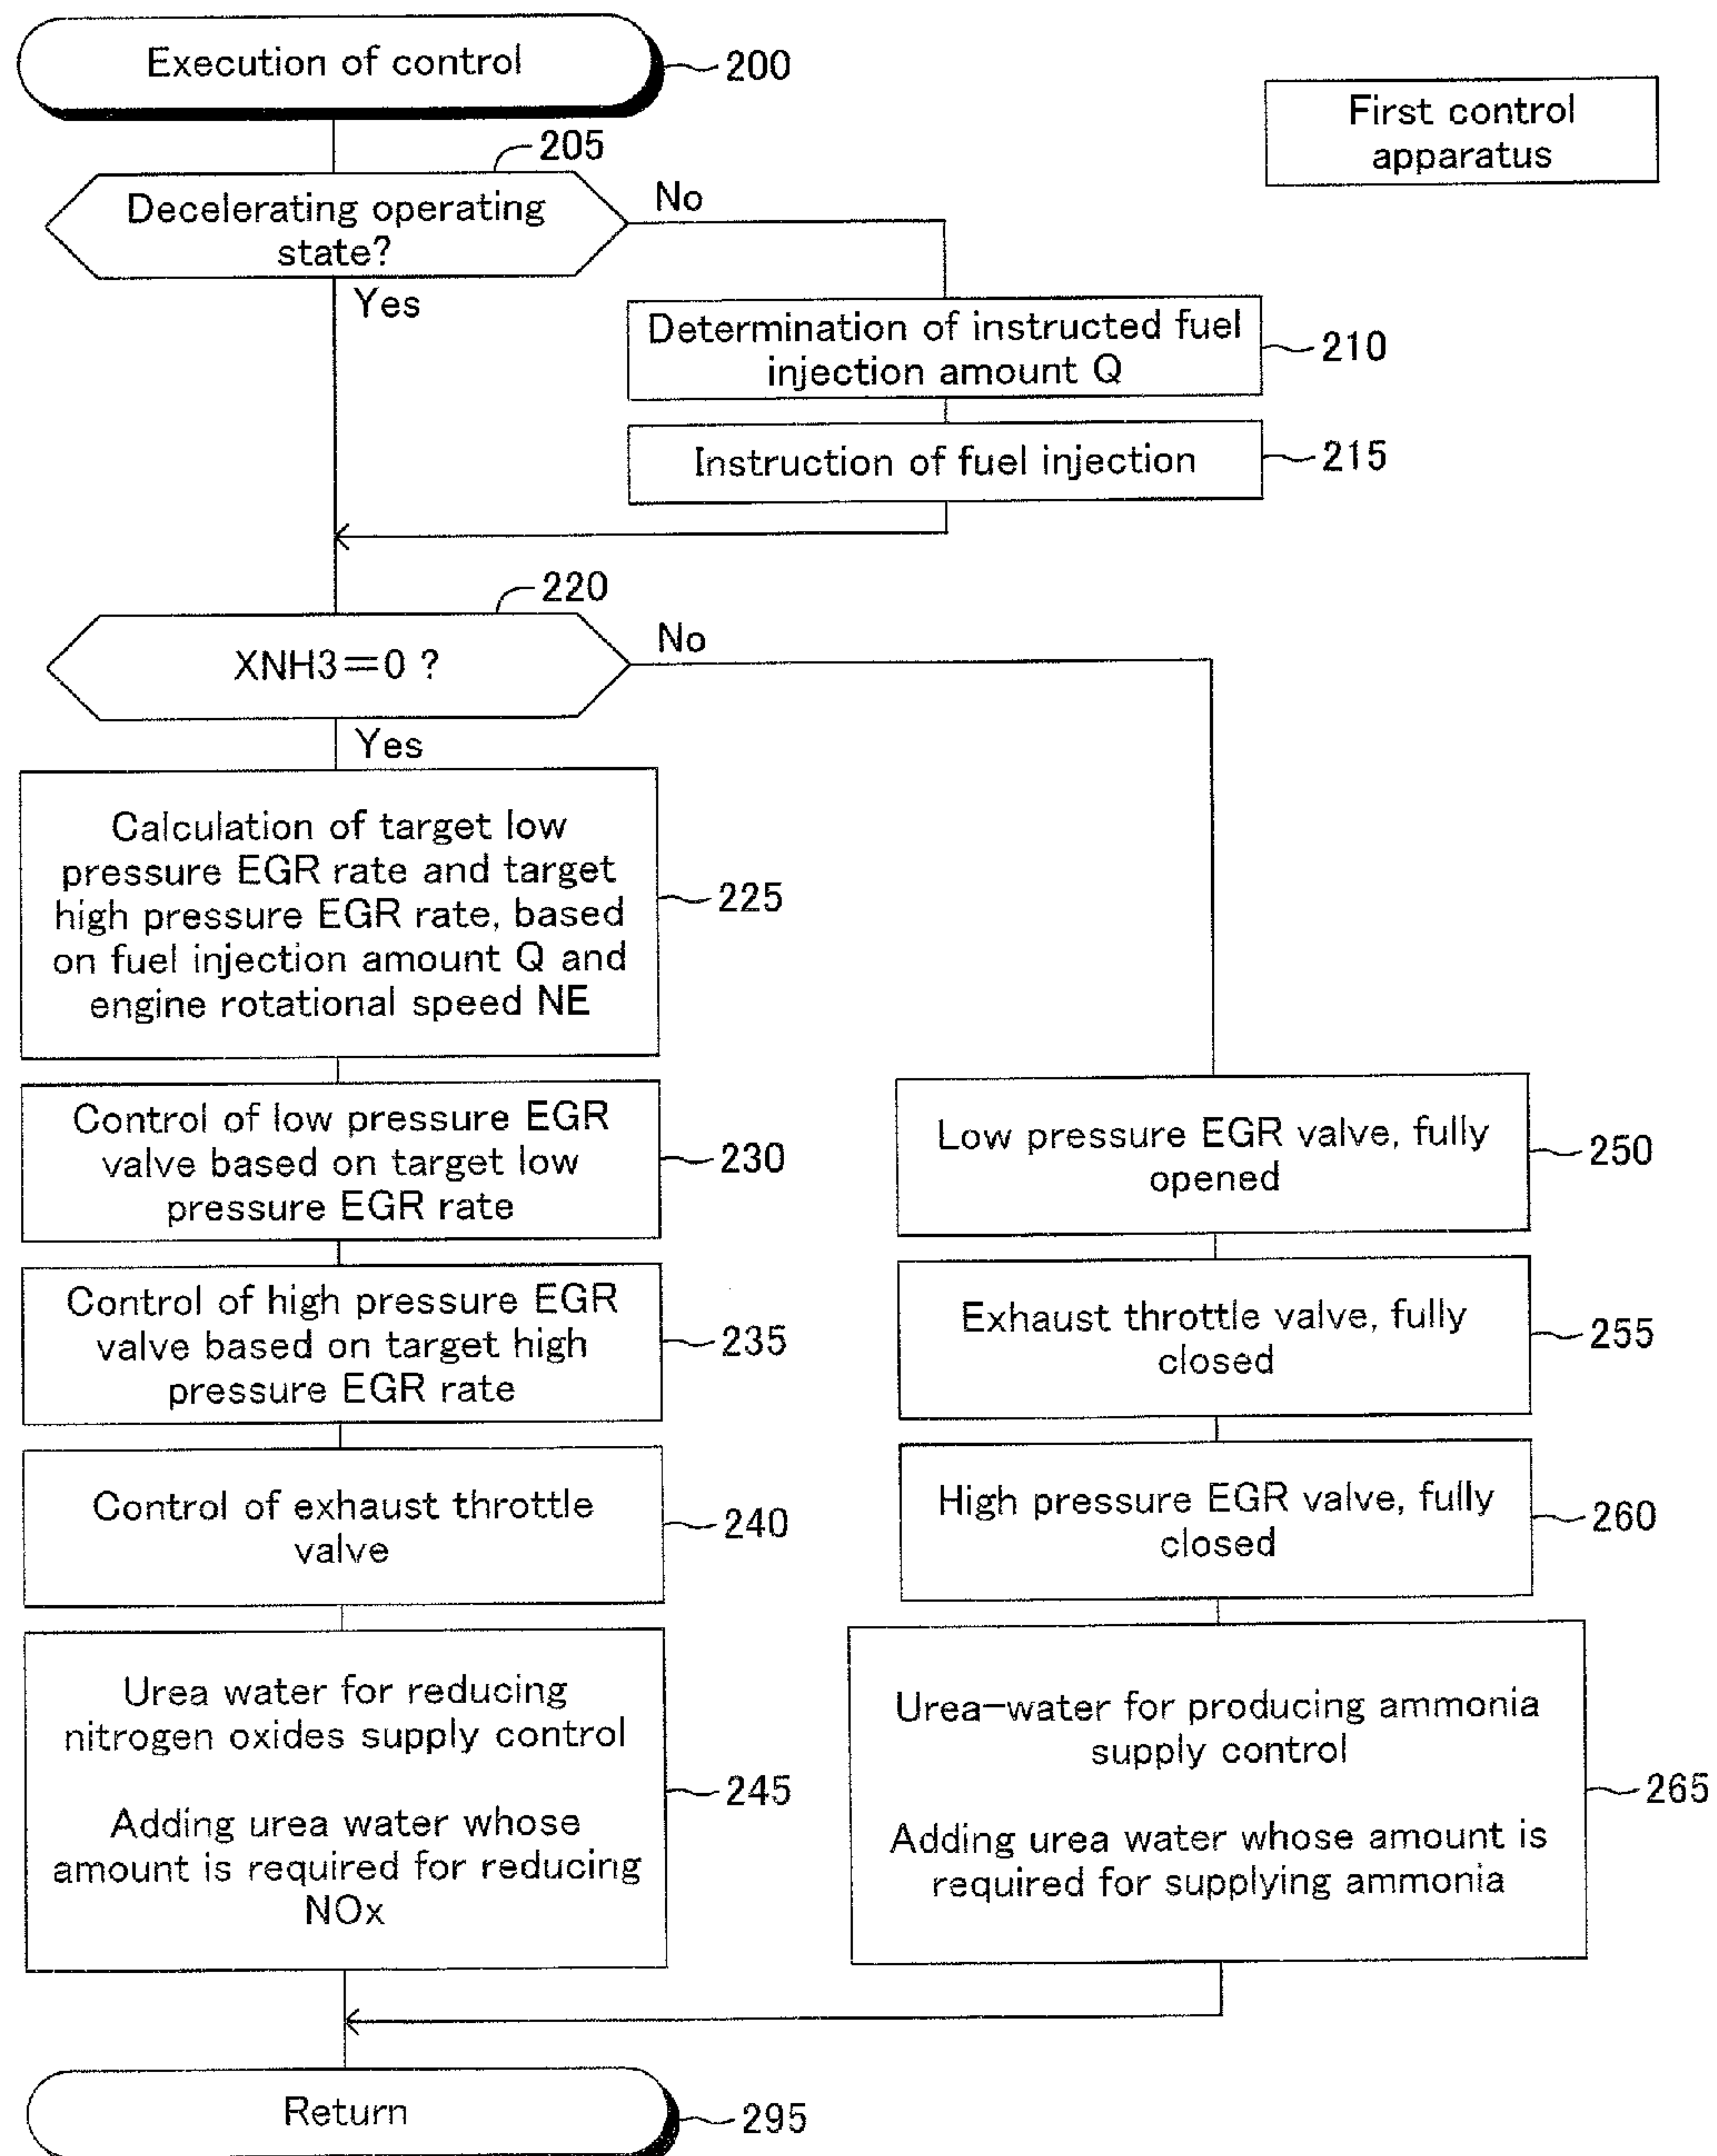 Execution of control
200
First control
apparatus
205
Decelerating operating
state?
No
Yes
Determination of instructed fuel
injection amount Q
210
Instruction of fuel injection
215
220
XNH3=0 ?
No
Yes
Calculation of target low
pressure EGR rate and target
high pressure EGR rate, based
on fuel injection amount Q and
engine rotational speed NE
225
Control of low pressure EGR
valve based on target low
pressure EGR rate
230
Low pressure EGR valve, fully
opened
250
Control of high pressure EGR
valve based on target high
pressure EGR rate
235
Exhaust throttle valve, fully
closed
255
Control of exhaust throttle
valve
240
High pressure EGR valve, fully
closed
260
Urea water for reducing
nitrogen oxides supply control
Adding urea water whose
amount is required for reducing
NOx
245
Urea-water for producing ammonia
supply control
Adding urea water whose amount is
required for supplying ammonia
265
Return
295